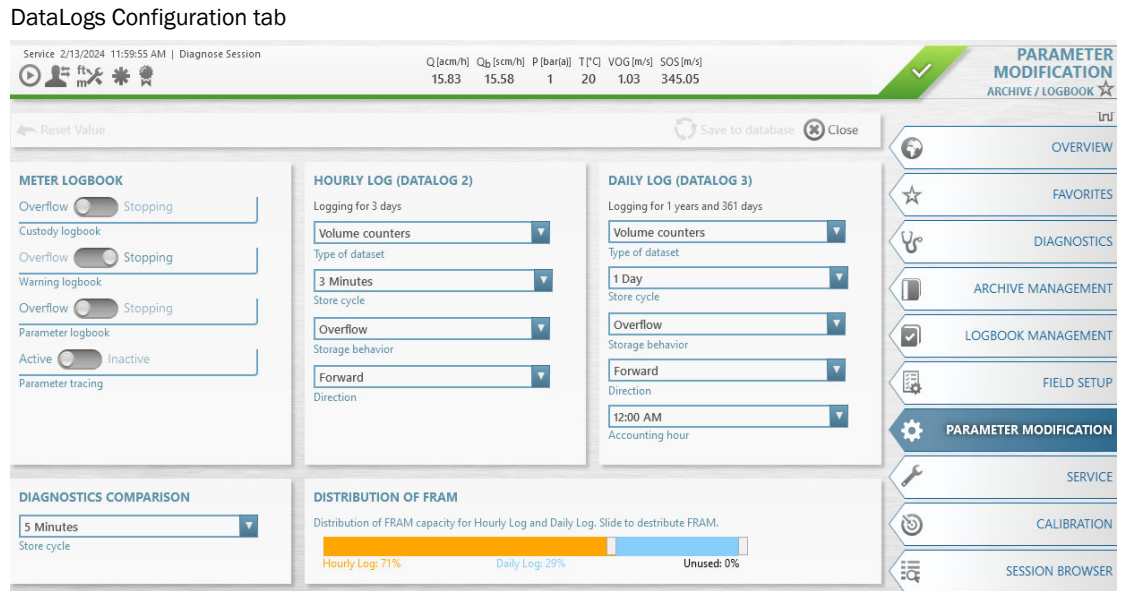 DataLogs Configuration tab
Service 2/13/2024 11:59:55 AM | Diagnose Session
Q [acm/h] Qb [scm/h] P [bar(a)] T [°C] VOG [m/s] SOS [m/s]
15.83 15.58 1 20 1.03 345.05
ft
m
PARAMETER
MODIFICATION
ARCHIVE / LOGBOOK
Reset Value
Save to database
Close
METER LOGBOOK
Overflow Stopping
Custody logbook
Overflow Stopping
Warning logbook
Overflow Stopping
Parameter logbook
Active Inactive
Parameter tracing
HOURLY LOG (DATALOG 2)
Logging for 3 days
Volume counters
Type of dataset
3 Minutes
Store cycle
Overflow
Storage behavior
Forward
Direction
DAILY LOG (DATALOG 3)
Logging for 1 years and 361 days
Volume counters
Type of dataset
1 Day
Store cycle
Overflow
Storage behavior
Forward
Direction
12:00 AM
Accounting hour
DIAGNOSTICS COMPARISON
5 Minutes
Store cycle
DISTRIBUTION OF FRAM
Distribution of FRAM capacity for Hourly Log and Daily Log. Slide to destribute FRAM.
Hourly Log: 71% Daily Log: 29% Unused: 0%
OVERVIEW
FAVORITES
DIAGNOSTICS
ARCHIVE MANAGEMENT
LOGBOOK MANAGEMENT
FIELD SETUP
PARAMETER MODIFICATION
SERVICE
CALIBRATION
SESSION BROWSER